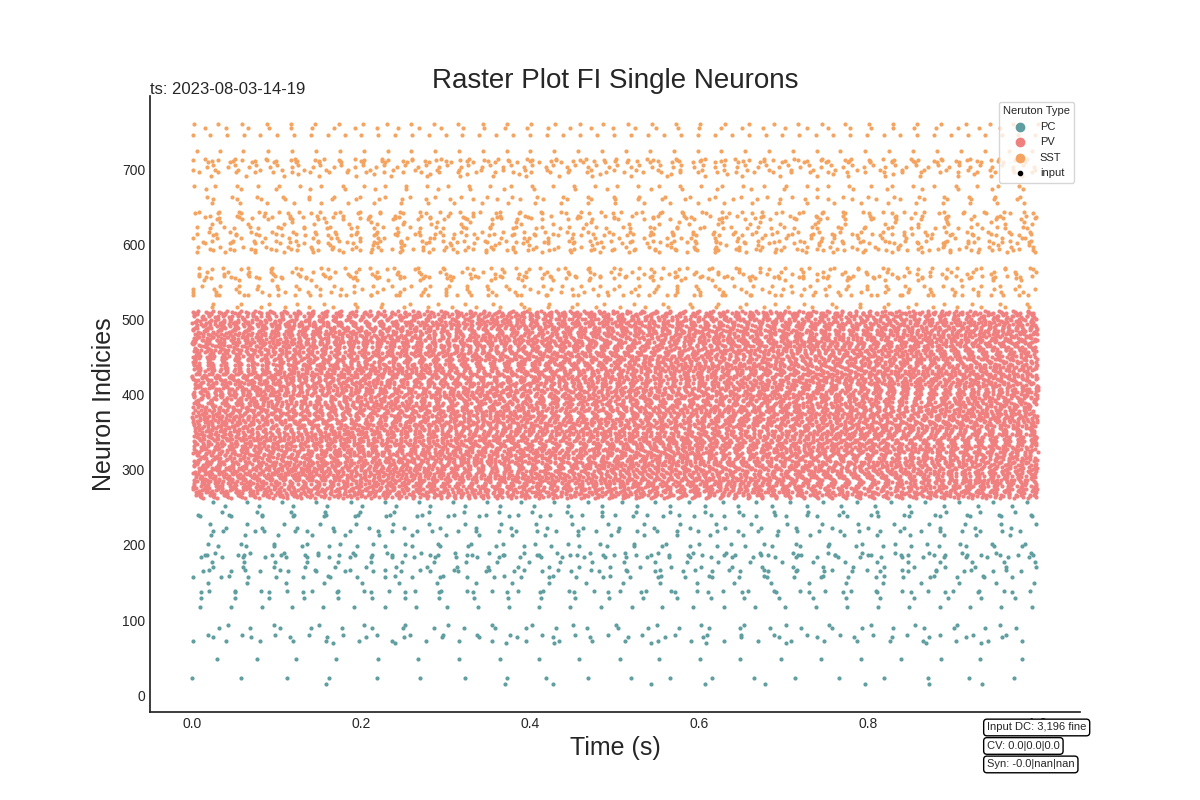 Raster Plot FI Single Neurons
ts: 2023-08-03-14-19
Neruton Type
PC
PV
SST
input
Neuron Indicies
700
600
500
400
300
200
100
0
0.0 0.2 0.4 0.6 0.8
Time (s)
Input DC: 3,196 fine
CV: 0.0|0.0|0.0
Syn: -0.0|nan|nan